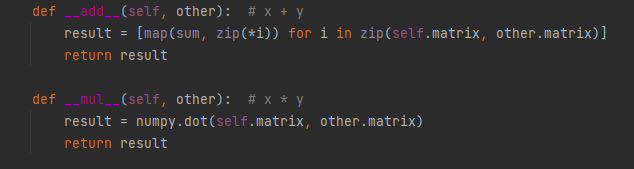 def __add__(self, other):  # x + y
    result = [map(sum, zip(*i)) for i in zip(self.matrix, other.matrix)]
    return result

def __mul__(self, other):  # x * y
    result = numpy.dot(self.matrix, other.matrix)
    return result